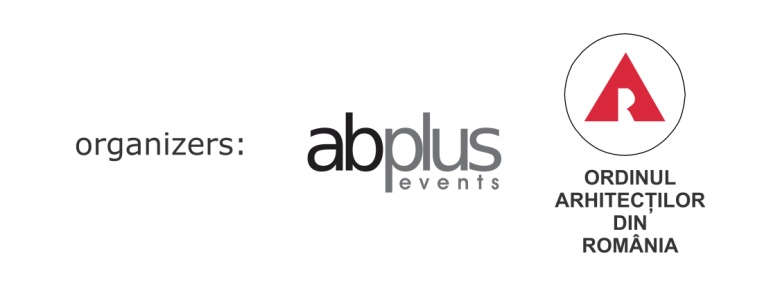 organizers:
abplus
events
R
ORDINUL
ARHITECȚILOR
DIN
ROMÂNIA